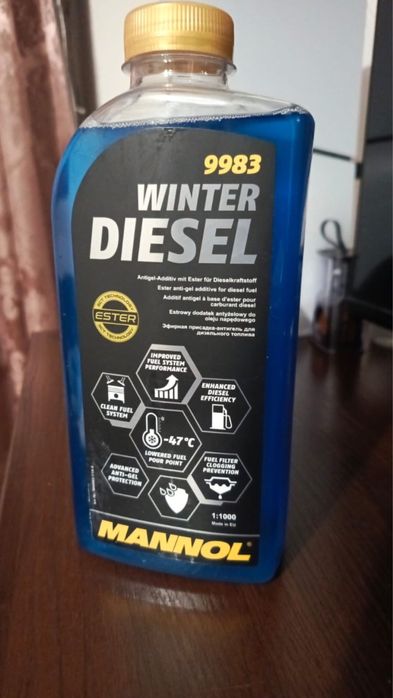 9983
WINTER
DIESEL
Antigel-Additiv mit Ester für Dieselkraftstoff
Ester anti-gel additive for diesel fuel
Additif antigel à base d'ester pour
carburant diesel
Estrowy dodatek antyżelowy do
oleju napędowego
Эфирная присадка-антигель для
дизельного топлива
ESTER
IMPROVED
FUEL SYSTEM
PERFORMANCE
ENHANCED
DIESEL
EFFICIENCY
CLEAN FUEL
SYSTEM
-47°C
LOWERED FUEL
POUR POINT
ADVANCED
ANTI-GEL
PROTECTION
FUEL FILTER
CLOGGING
PREVENTION
1:1000
Made in EU
MANNOL